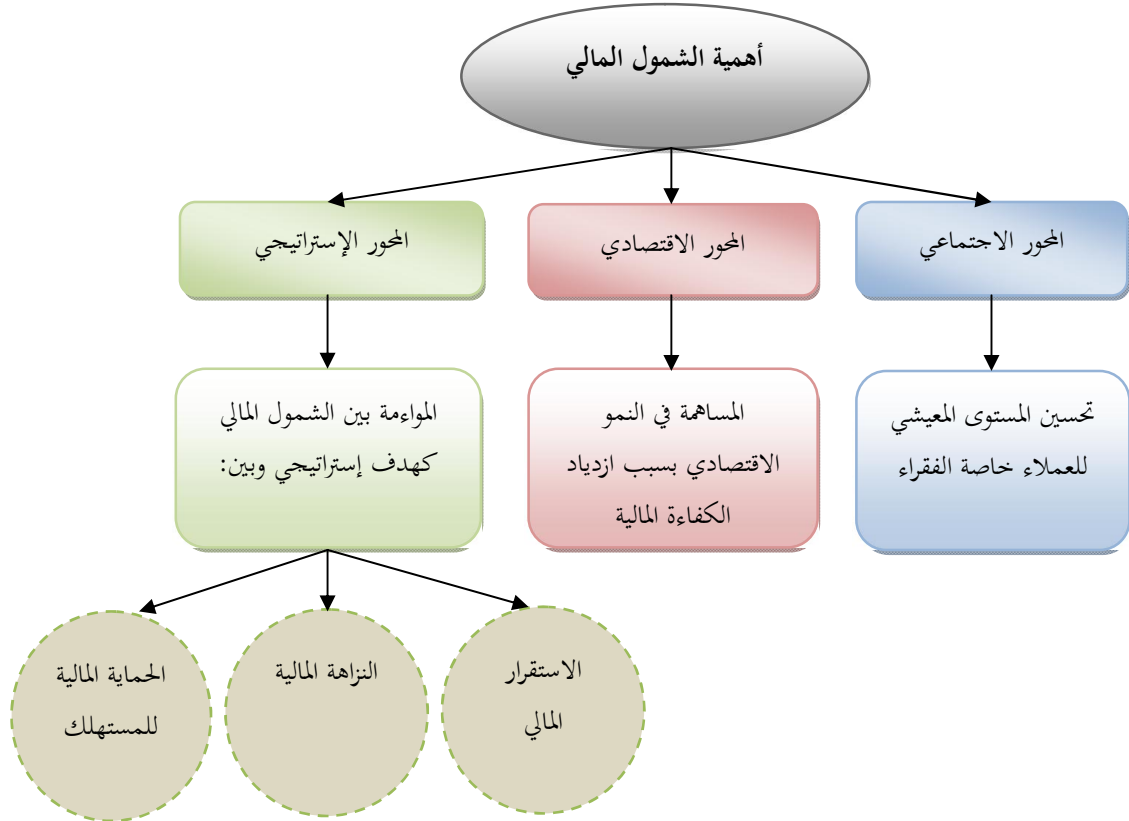 أهمية الشمول المالي
المحور الاجتماعي
المحور الاقتصادي
المحور الإستراتيجي
تحسين المستوى المعيشي
للعملاء خاصة الفقراء
المساهمة في النمو
الاقتصادي بسبب ازدياد
الكفاءة المالية
المواءمة بين الشمول المالي
كهدف إستراتيجي وبين:
الاستقرار
المالي
النزاهة المالية
الحماية المالية
للمستهلك